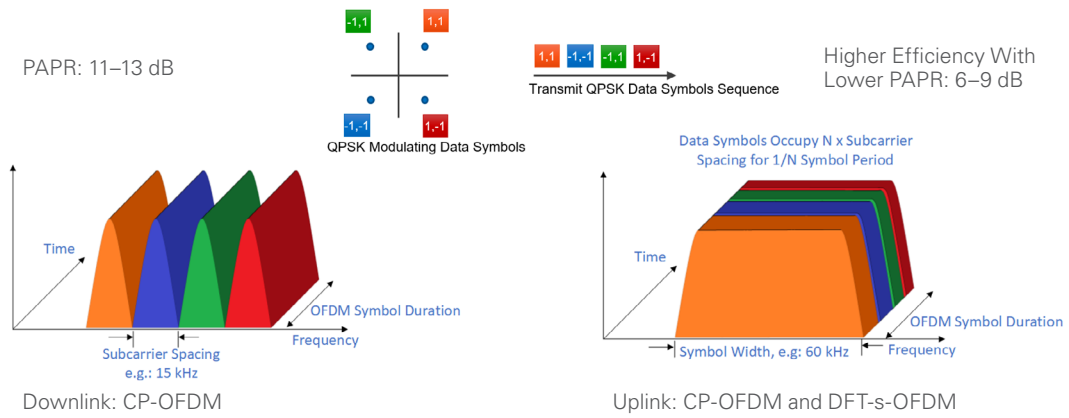 PAPR: 11–13 dB
-1,1
1,1
-1,-1
1,-1
QPSK Modulating Data Symbols
1,1 -1,-1 -1,1 1,-1
Transmit QPSK Data Symbols Sequence
Higher Efficiency With
Lower PAPR: 6–9 dB
Time
OFDM Symbol Duration
Frequency
Subcarrier Spacing
e.g.: 15 kHz
Downlink: CP-OFDM
Data Symbols Occupy N x Subcarrier
Spacing for 1/N Symbol Period
Time
OFDM Symbol Duration
Frequency
Symbol Width, e.g: 60 kHz
Uplink: CP-OFDM and DFT-s-OFDM